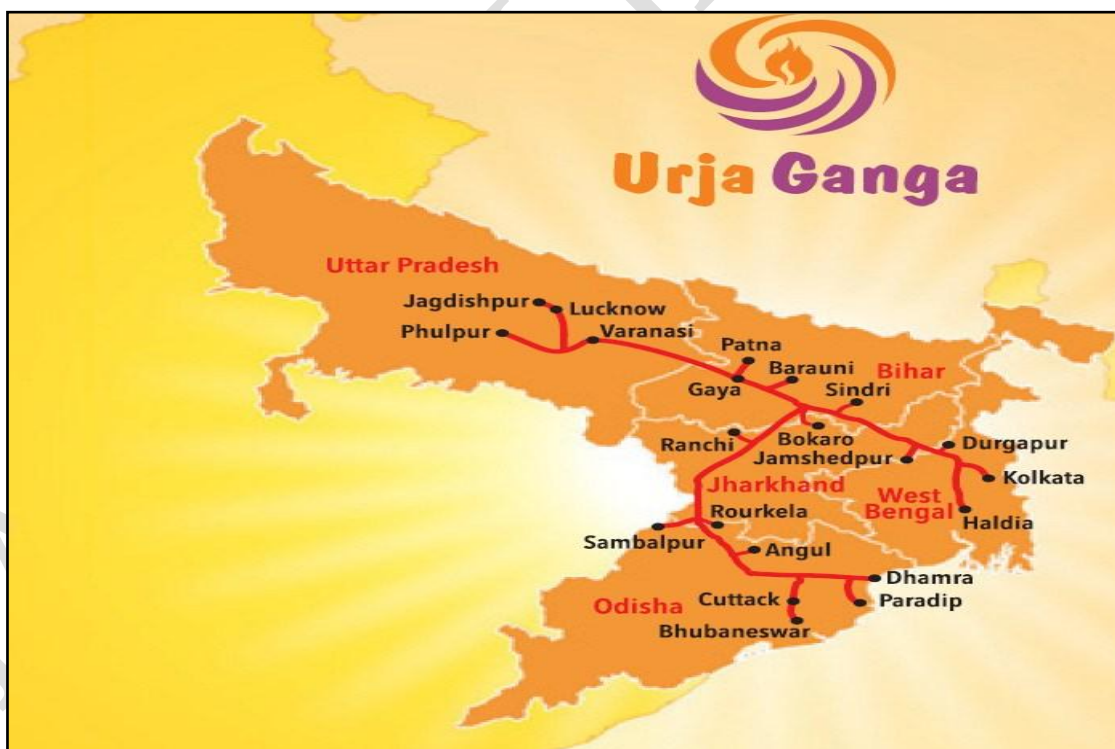 Urja Ganga
Uttar Pradesh
Jagdishpur
Lucknow
Phulpur
Varanasi
Patna
Barauni
Bihar
Gaya
Sindri
Ranchi
Bokaro
Durgapur
Jamshedpur
Kolkata
Jharkhand
West
Bengal
Rourkela
Haldia
Sambalpur
Angul
Dhamra
Odisha
Cuttack
Paradip
Bhubaneswar